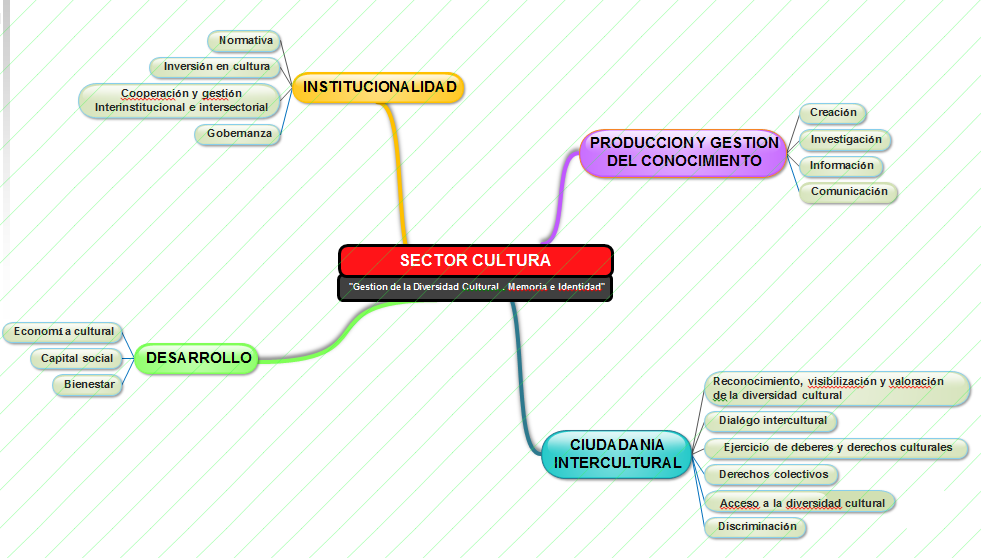 Normativa
Inversión en cultura
Cooperación y gestión
Interinstitucional e intersectorial
Gobernanza
INSTITUCIONALIDAD
PRODUCCION Y GESTION
DEL CONOCIMIENTO
Creación
Investigación
Información
Comunicación
SECTOR CULTURA
"Gestion de la Diversidad Cultural , Memoria e Identidad"
Economía cultural
Capital social
Bienestar
DESARROLLO
CIUDADANIA
INTERCULTURAL
Reconocimiento, visibilización y valoración
de la diversidad cultural
Dialógo intercultural
Ejercicio de deberes y derechos culturales
Derechos colectivos
Acceso a la diversidad cultural
Discriminación